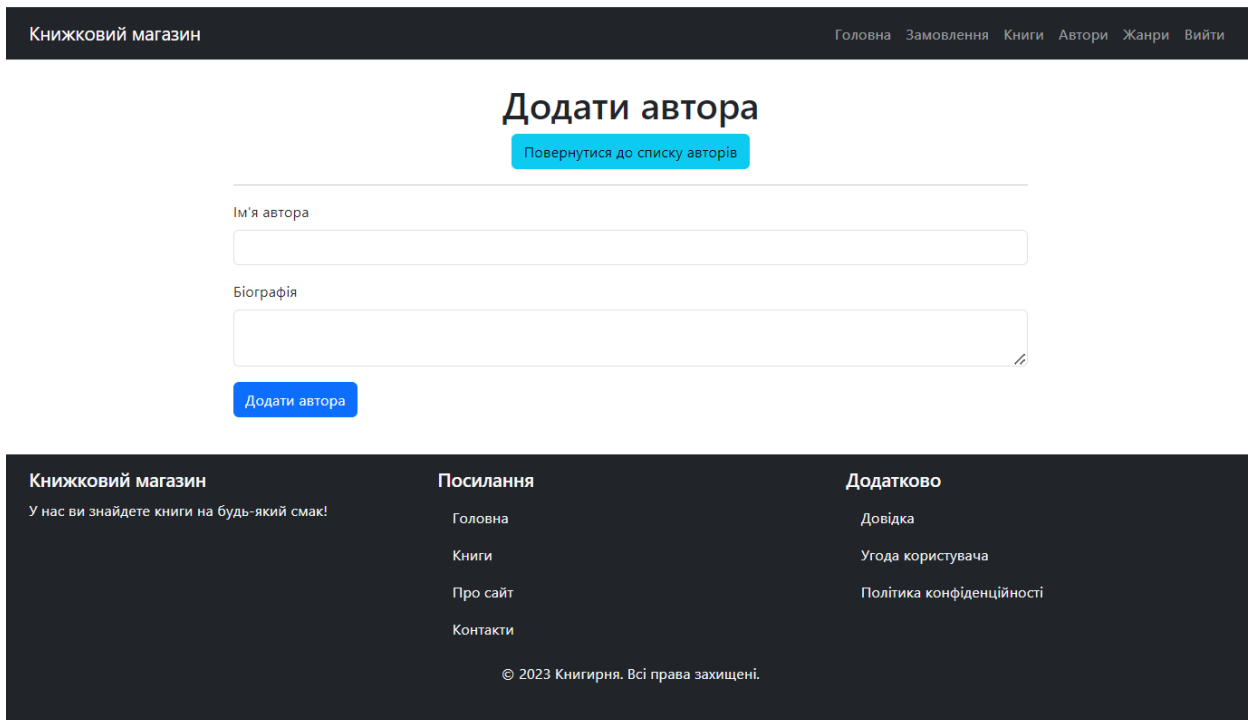 Книжковий магазин
Головна Замовлення Книги Автори Жанри Вийти
Додати автора
Повернутися до списку авторів
Ім'я автора
Біографія
Додати автора
Книжковий магазин
У нас ви знайдете книги на будь-який смак!
Посилання
Головна
Книги
Про сайт
Контакти
Додатково
Довідка
Угода користувача
Політика конфіденційності
© 2023 Книгирня. Всі права захищені.